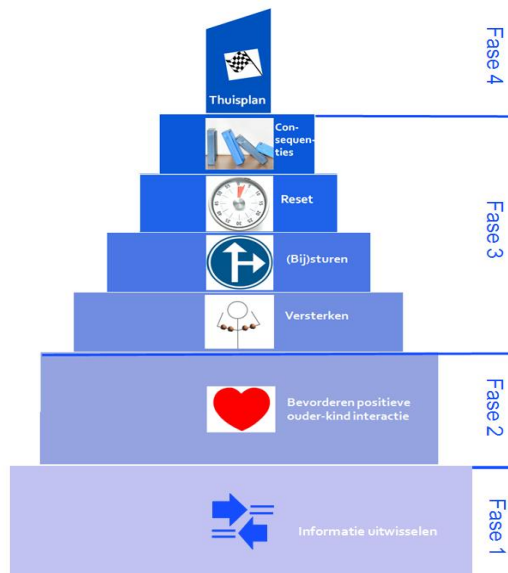 Thuisplan
Fase 4
Con-
sequen-
ties
Reset
Fase 3
(Bij)sturen
Versterken
Bevorderen positieve
ouder-kind interactie
Fase 2
Informatie uitwisselen
Fase 1